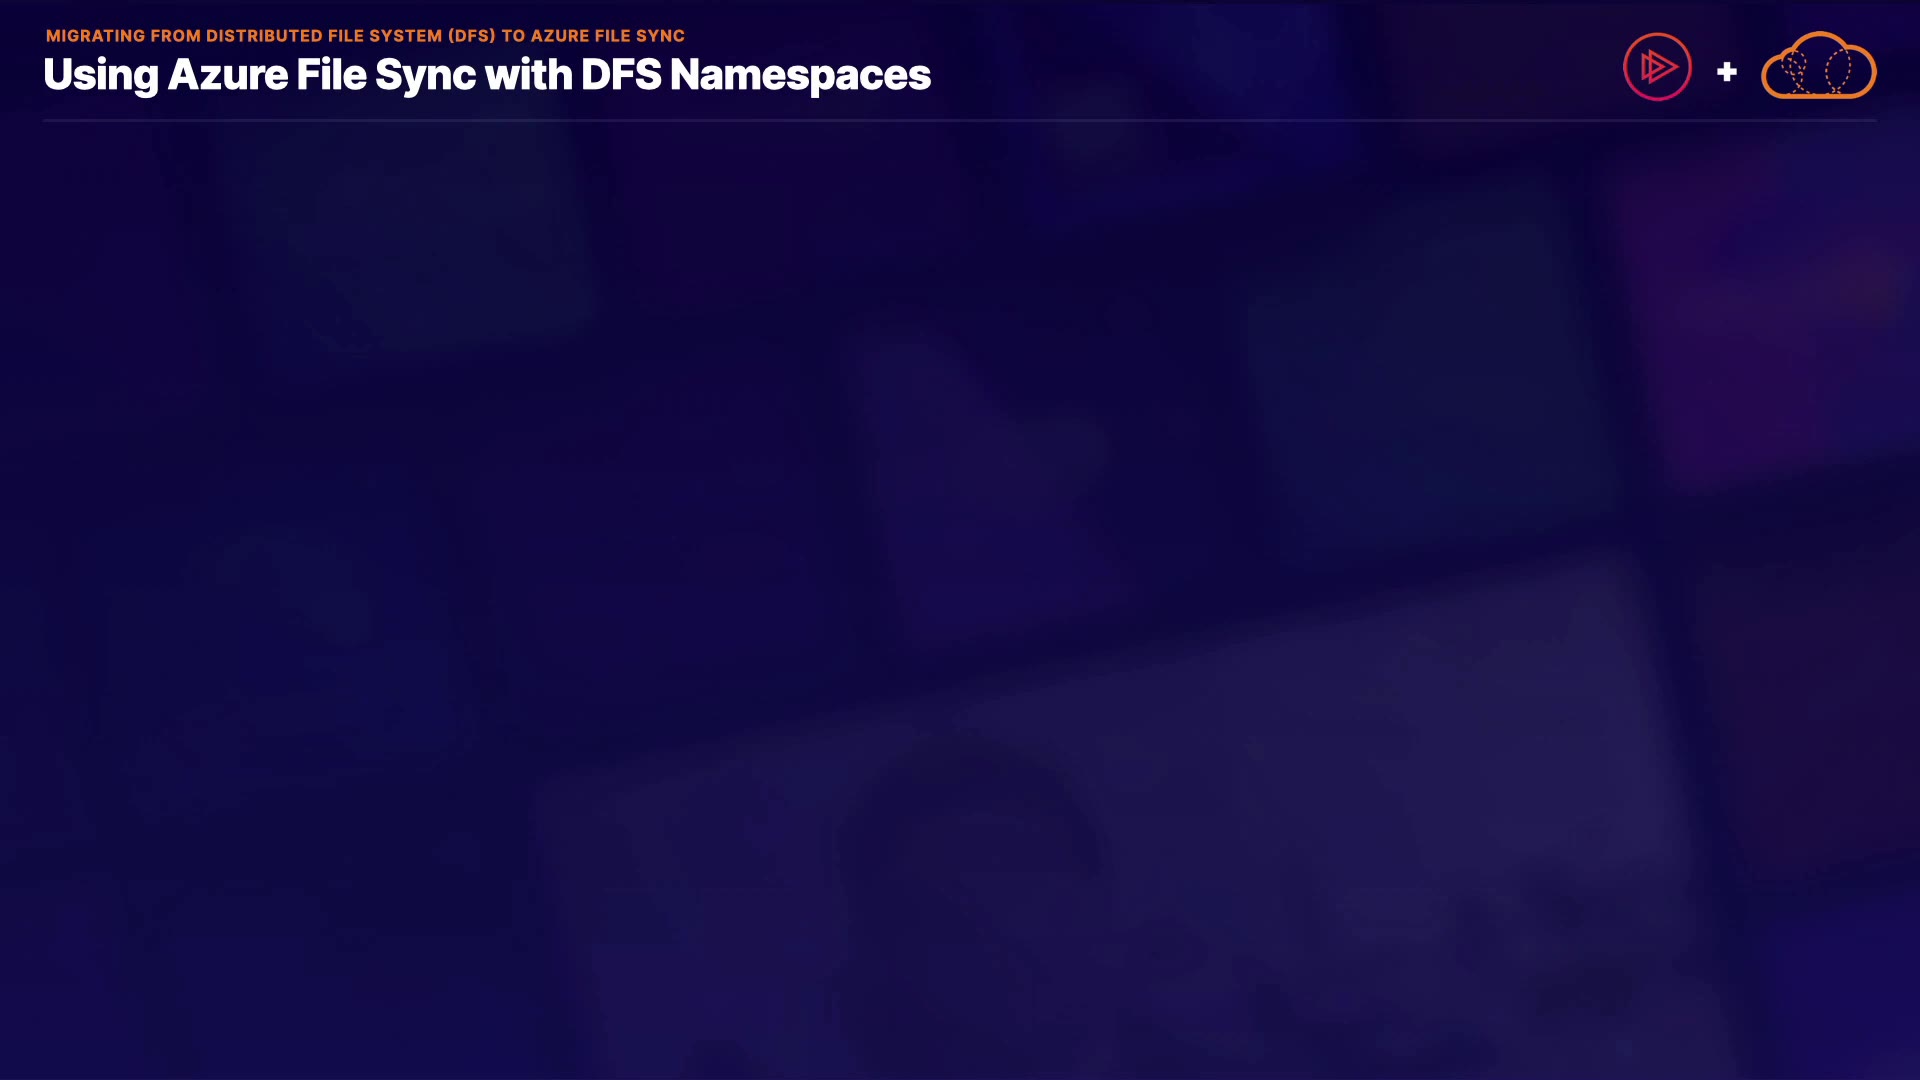 MIGRATING FROM DISTRIBUTED FILE SYSTEM (DFS) TO AZURE FILE SYNC
Using Azure File Sync with DFS Namespaces